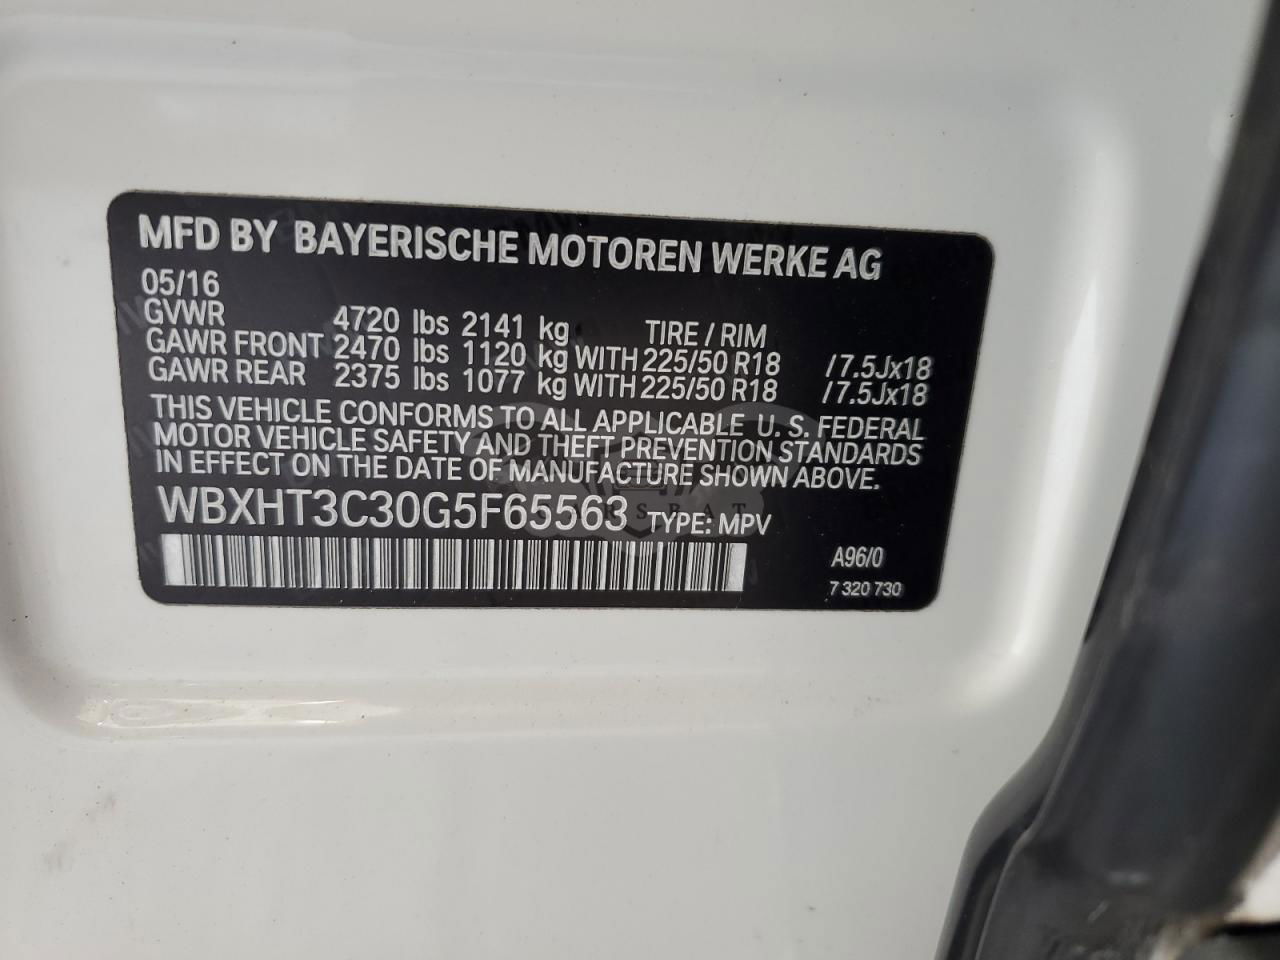 MFD BY BAYERISCHE MOTOREN WERKE AG
05/16
GVWR 4720 lbs 2141 kg TIRE / RIM
GAWR FRONT 2470 lbs 1120 kg WITH 225/50 R18 / 7.5Jx18
GAWR REAR 2375 lbs 1077 kg WITH 225/50 R18 / 7.5Jx18
THIS VEHICLE CONFORMS TO ALL APPLICABLE U. S. FEDERAL
MOTOR VEHICLE SAFETY AND THEFT PREVENTION STANDARDS
IN EFFECT ON THE DATE OF MANUFACTURE SHOWN ABOVE.
WBXHT3C30G5F65563 TYPE: MPV
CARSBAT
A96/0
7 320 730